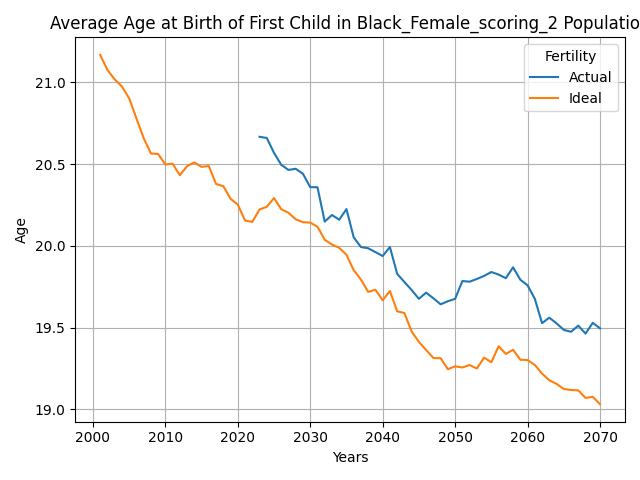 Average Age at Birth of First Child in Black_Female_scoring_2 Populatio
Fertility
Actual
Ideal
21.0
20.5
20.0
19.5
19.0
Age
2000 2010 2020 2030 2040 2050 2060 2070
Years